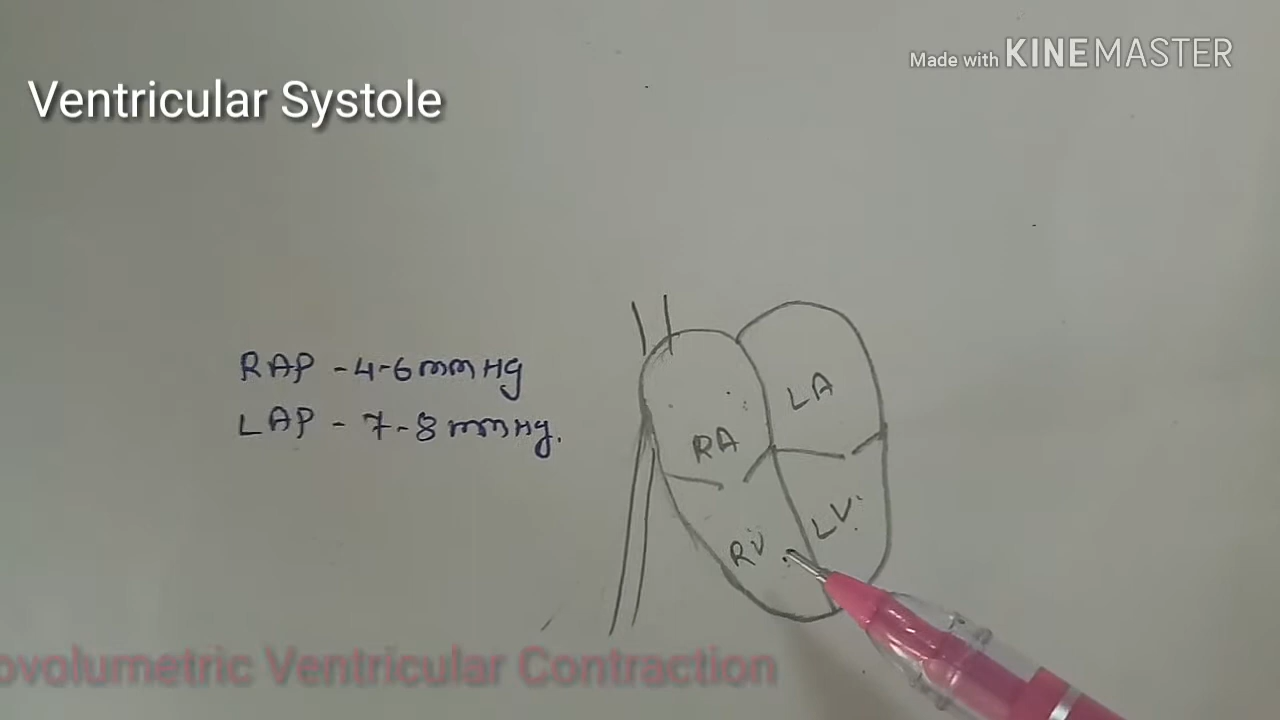 Made with KINEMASTER
Ventricular Systole
RAP - 4-6 mmHg
LAP - 7-8 mmHg.
LA
RA
LV
RV
ovolumetric Ventricular Contraction